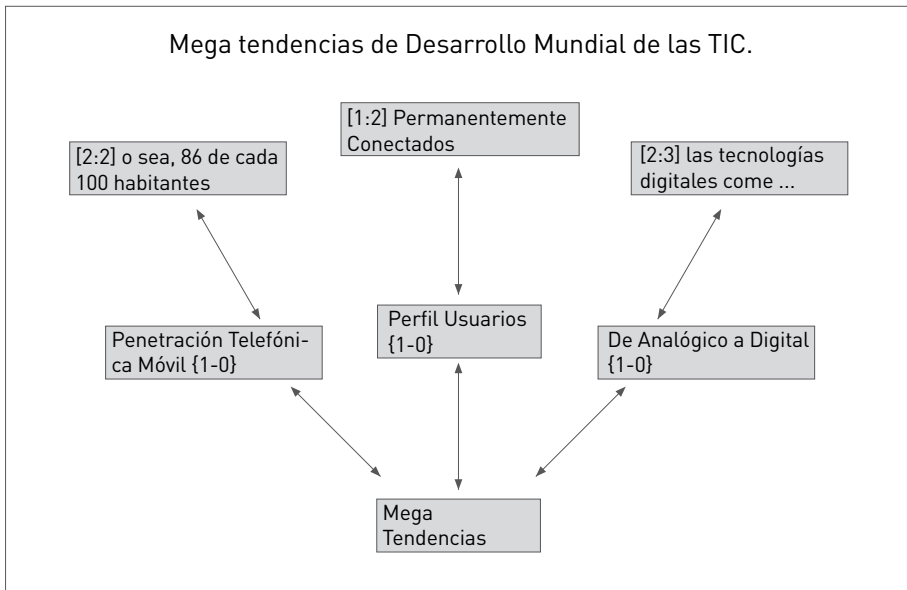 Mega tendencias de Desarrollo Mundial de las TIC.
[1:2] Permanentemente
Conectados
[2:2] o sea, 86 de cada
100 habitantes
[2:3] las tecnologías
digitales come ...
Penetración Telefóni-
ca Móvil {1-0}
Perfil Usuarios
{1-0}
De Analógico a Digital
{1-0}
Mega
Tendencias